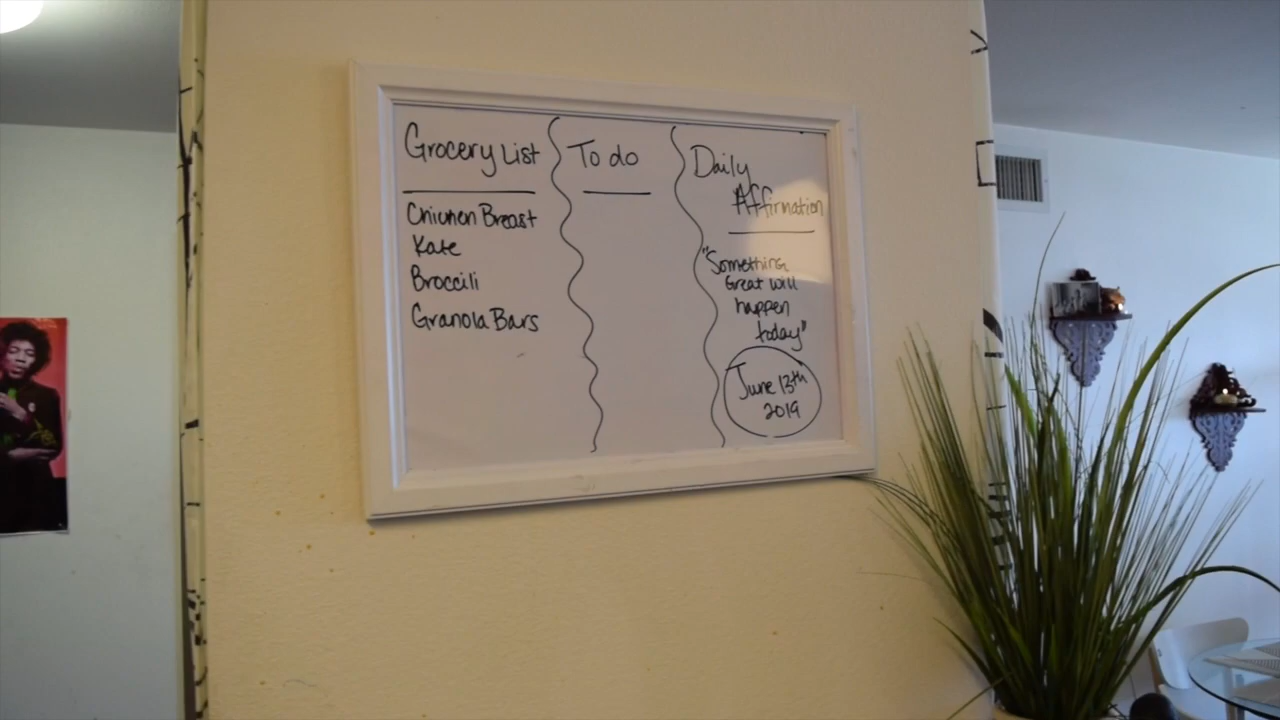 Grocery List
Chicken Breast
Kale
Broccili
Granola Bars
To do
Daily
Affirmation
"Something
Great will
happen
today"
June 13th
2019